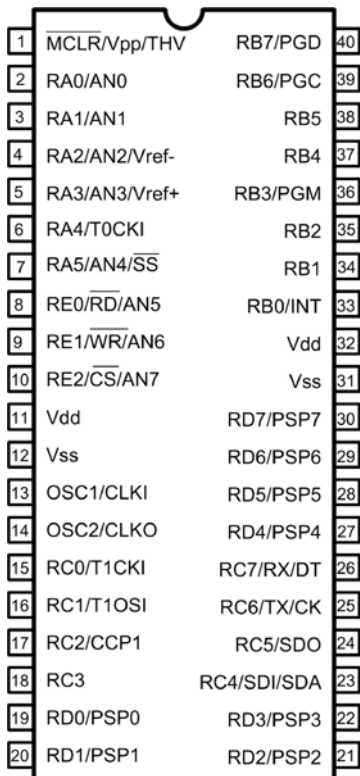 1 M̅C̅L̅R̅/Vpp/THV RB7/PGD 40
2 RA0/AN0 RB6/PGC 39
3 RA1/AN1 RB5 38
4 RA2/AN2/Vref- RB4 37
5 RA3/AN3/Vref+ RB3/PGM 36
6 RA4/T0CKI RB2 35
7 RA5/AN4/S̅S̅ RB1 34
8 RE0/R̅D̅/AN5 RB0/INT 33
9 RE1/W̅R̅/AN6 Vdd 32
10 RE2/C̅S̅/AN7 Vss 31
11 Vdd RD7/PSP7 30
12 Vss RD6/PSP6 29
13 OSC1/CLKI RD5/PSP5 28
14 OSC2/CLKO RD4/PSP4 27
15 RC0/T1CKI RC7/RX/DT 26
16 RC1/T1OSI RC6/TX/CK 25
17 RC2/CCP1 RC5/SDO 24
18 RC3 RC4/SDI/SDA 23
19 RD0/PSP0 RD3/PSP3 22
20 RD1/PSP1 RD2/PSP2 21